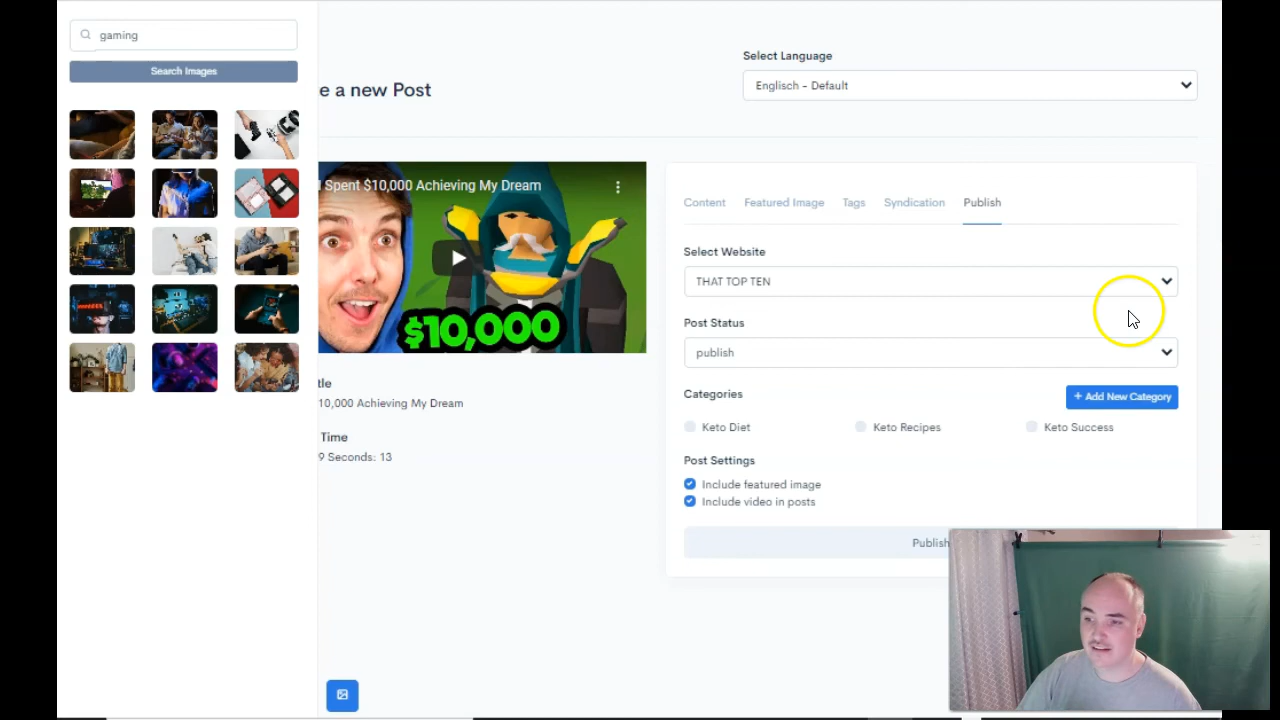 gaming
Search Images
e a new Post
Select Language
Englisch - Default
I Spent $10,000 Achieving My Dream
$10,000
tle
10,000 Achieving My Dream
Time
9 Seconds: 13
Content Featured Image Tags Syndication Publish
Select Website
THAT TOP TEN
Post Status
publish
Categories
+ Add New Category
Keto Diet Keto Recipes Keto Success
Post Settings
Include featured image
Include video in posts
Publish